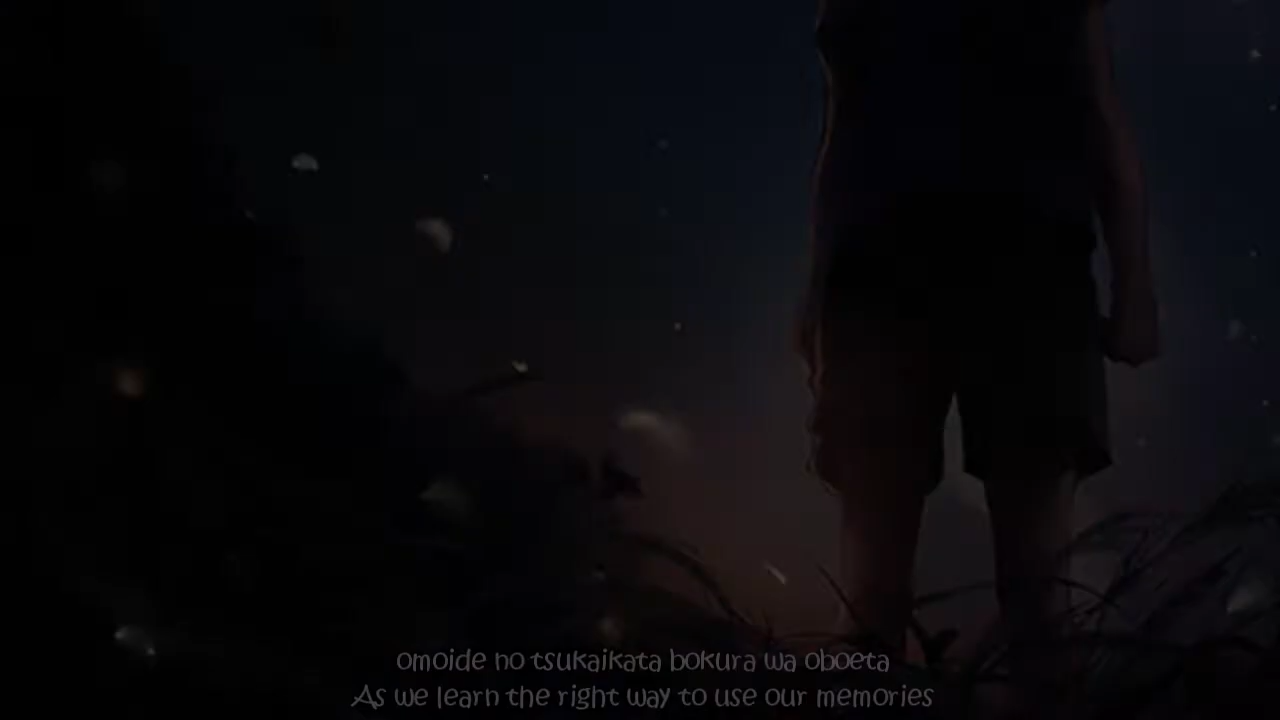 omoide no tsukaikata bokura wa oboeta
As we learn the right way to use our memories